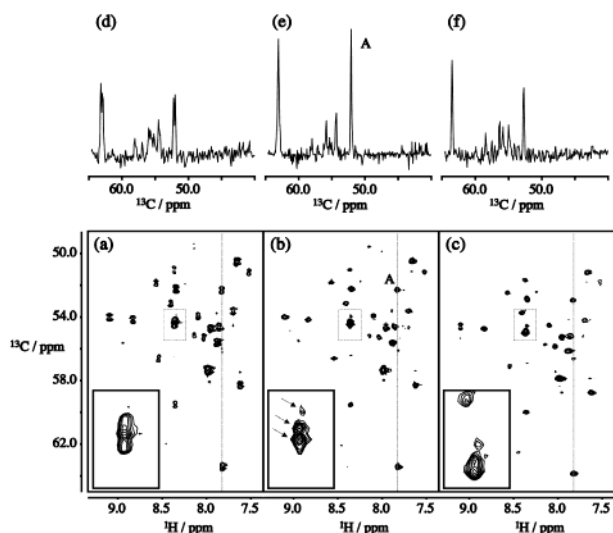 (d) (e) (f)
A
60.0 50.0 60.0 50.0 60.0 50.0
¹³C / ppm ¹³C / ppm ¹³C / ppm
(a) (b) (c)
50.0
A
54.0
¹³C / ppm
58.0
62.0
9.0 8.5 8.0 7.5 9.0 8.5 8.0 7.5 9.0 8.5 8.0 7.5
¹H / ppm ¹H / ppm ¹H / ppm